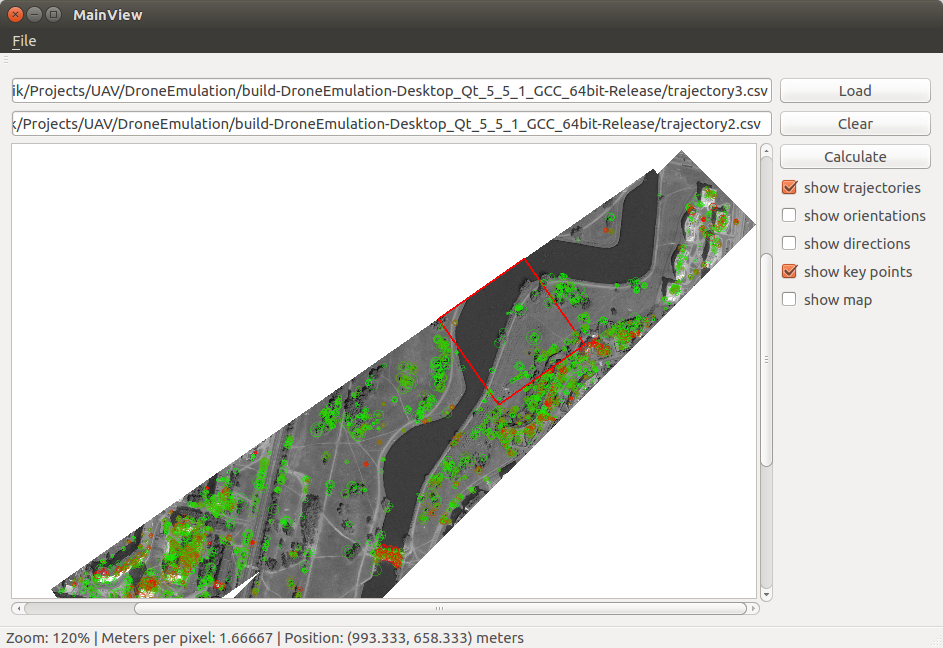 MainView
File
ik/Projects/UAV/DroneEmulation/build-DroneEmulation-Desktop_Qt_5_5_1_GCC_64bit-Release/trajectory3.csv
Load
/Projects/UAV/DroneEmulation/build-DroneEmulation-Desktop_Qt_5_5_1_GCC_64bit-Release/trajectory2.csv
Clear
Calculate
show trajectories
show orientations
show directions
show key points
show map
Zoom: 120% | Meters per pixel: 1.66667 | Position: (993.333, 658.333) meters